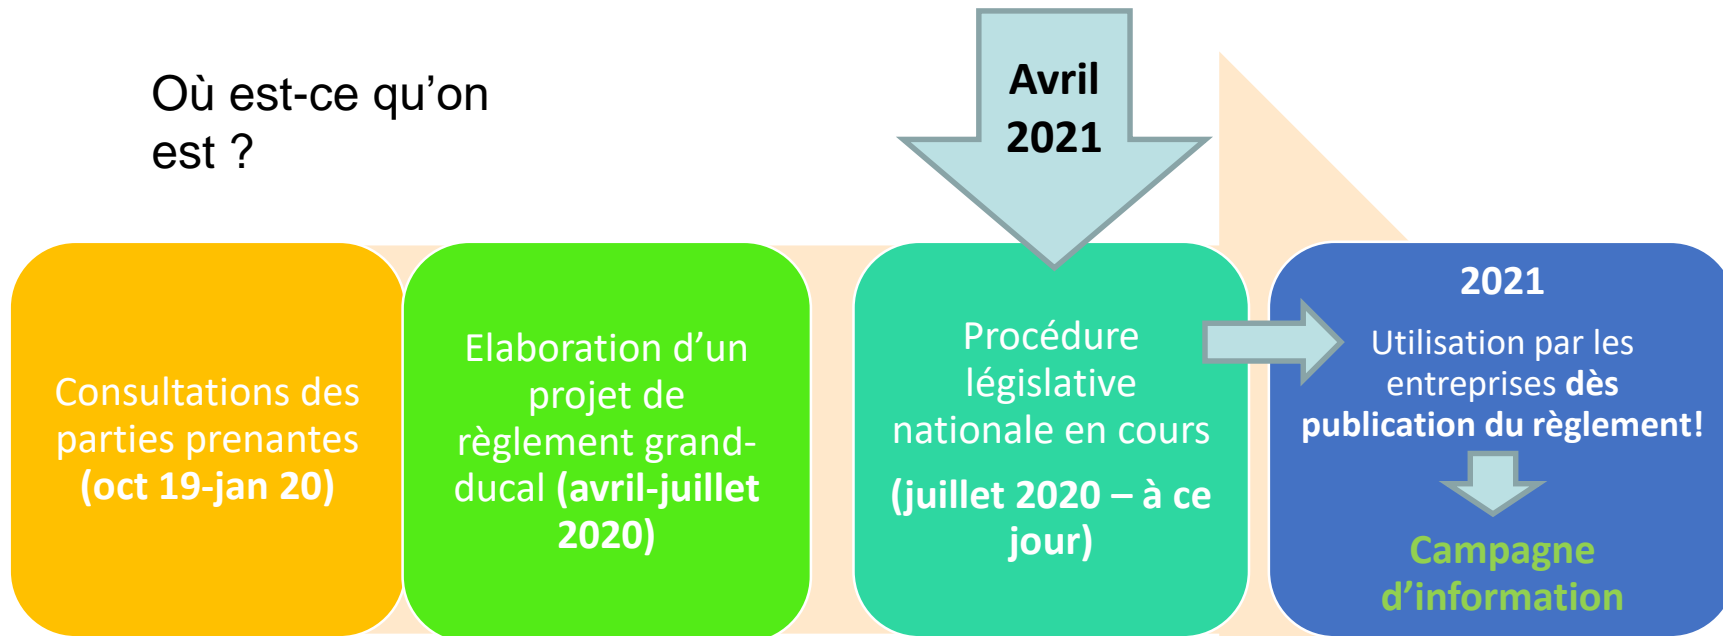 Où est-ce qu'on
est ?
Avril
2021
Consultations des
parties prenantes
(oct 19-jan 20)
Elaboration d'un
projet de
règlement grand-
ducal (avril-juillet
2020)
Procédure
législative
nationale en cours
(juillet 2020 – à ce
jour)
2021
Utilisation par les
entreprises dès
publication du règlement!
Campagne
d'information